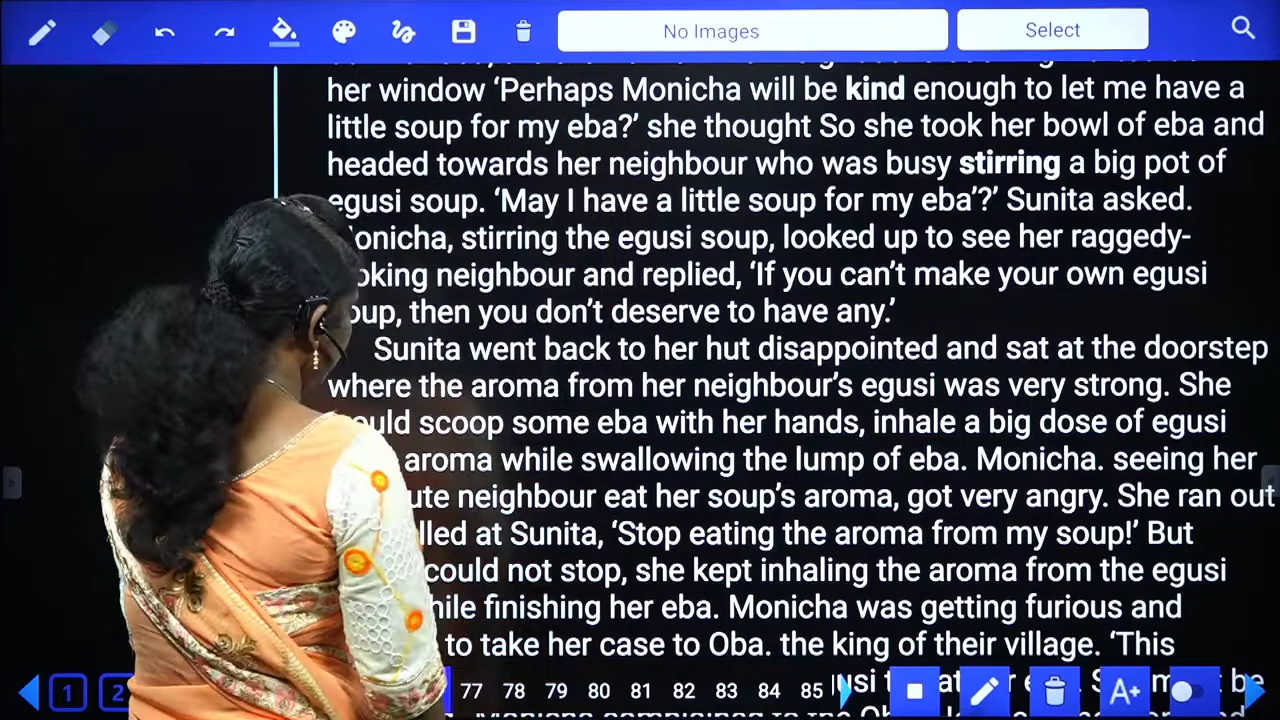 No Images
Select
her window ‘Perhaps Monicha will be kind enough to let me have a
little soup for my eba?’ she thought So she took her bowl of eba and
headed towards her neighbour who was busy stirring a big pot of
egusi soup. ‘May I have a little soup for my eba’?’ Sunita asked.
onicha, stirring the egusi soup, looked up to see her raggedy-
oking neighbour and replied, ‘If you can’t make your own egusi
oup, then you don’t deserve to have any.’
Sunita went back to her hut disappointed and sat at the doorstep
where the aroma from her neighbour’s egusi was very strong. She
ould scoop some eba with her hands, inhale a big dose of egusi
aroma while swallowing the lump of eba. Monicha. seeing her
ute neighbour eat her soup’s aroma, got very angry. She ran out
lled at Sunita, ‘Stop eating the aroma from my soup!’ But
could not stop, she kept inhaling the aroma from the egusi
hile finishing her eba. Monicha was getting furious and
to take her case to Oba. the king of their village. ‘This
be
1 2 77 78 79 80 81 82 83 84 85 A+